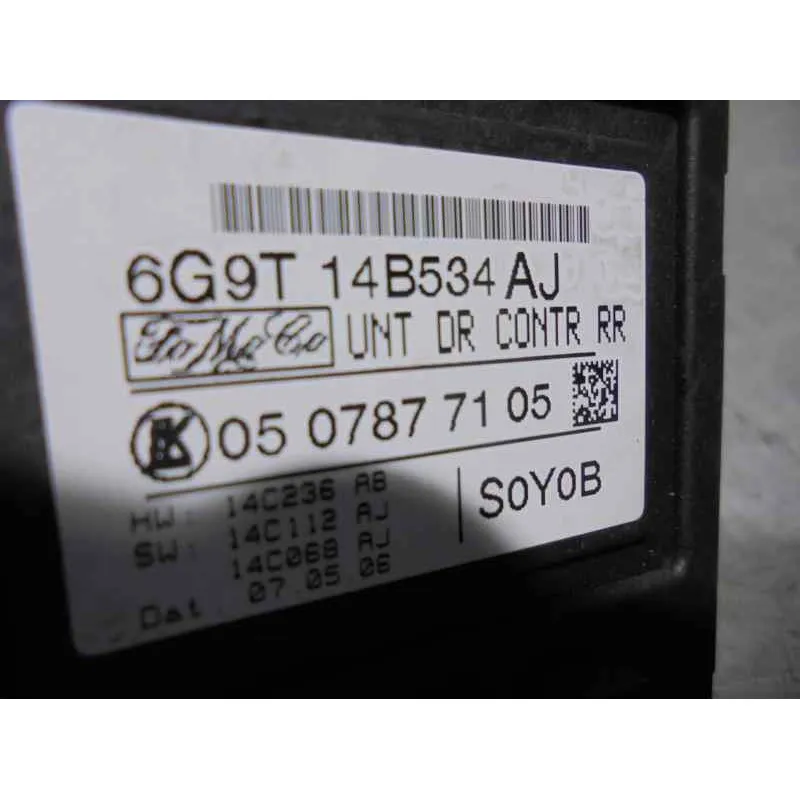 6G9T 14B534 AJ
FoMoCo UNT DR CONTR RR
K 05 0787 71 05
HW: 14C236 AB
SW: 14C112 AJ
14C068 AJ
Dat 07.05.06
S0Y0B